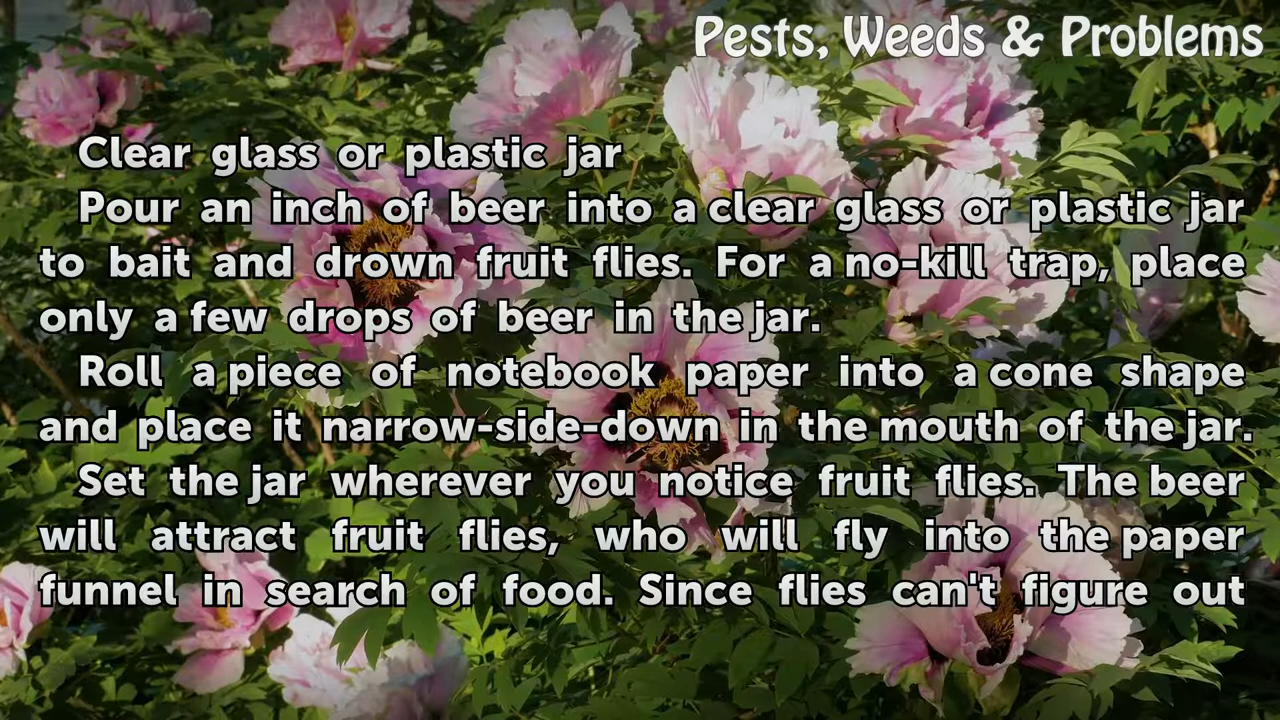 Pests, Weeds & Problems
Clear glass or plastic jar
Pour an inch of beer into a clear glass or plastic jar
to bait and drown fruit flies. For a no-kill trap, place
only a few drops of beer in the jar.
Roll a piece of notebook paper into a cone shape
and place it narrow-side-down in the mouth of the jar.
Set the jar wherever you notice fruit flies. The beer
will attract fruit flies, who will fly into the paper
funnel in search of food. Since flies can't figure out